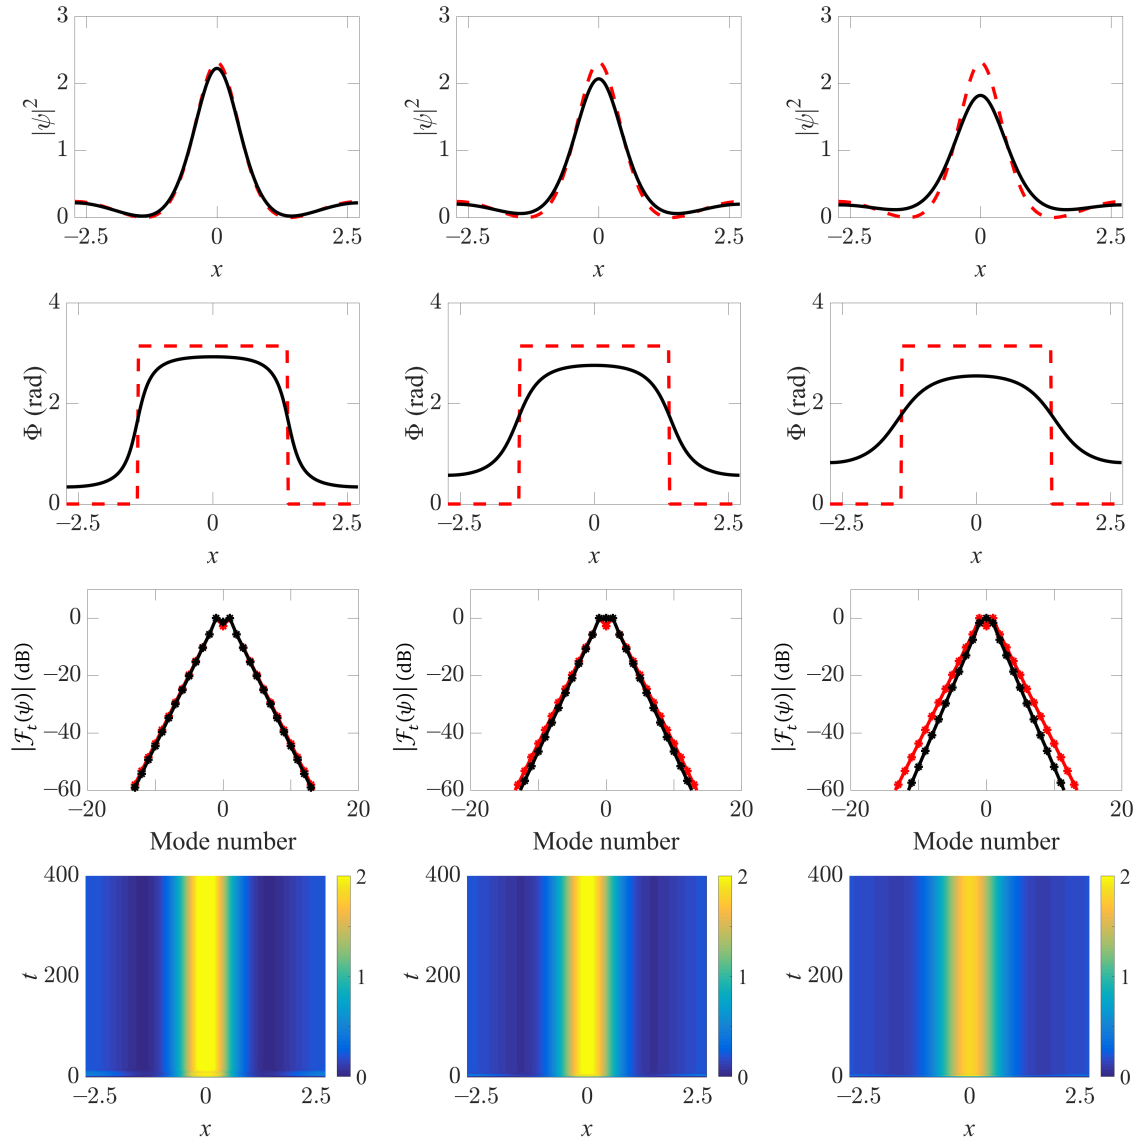 3 3 3
2 2 2
1 1 1
0 0 0
|ψ|² |ψ|² |ψ|²
−2.5 0 2.5 −2.5 0 2.5 −2.5 0 2.5
x x x
4 4 4
2 2 2
0 0 0
Φ (rad) Φ (rad) Φ (rad)
−2.5 0 2.5 −2.5 0 2.5 −2.5 0 2.5
x x x
0 0 0
−20 −20 −20
−40 −40 −40
−60 −60 −60
|ℱₜ(ψ)| (dB) |ℱₜ(ψ)| (dB) |ℱₜ(ψ)| (dB)
−20 0 20 −20 0 20 −20 0 20
Mode number Mode number Mode number
400 2 400 2 400 2
200 1 200 1 200 1
0 0 0 0 0 0
t t t
−2.5 0 2.5 −2.5 0 2.5 −2.5 0 2.5
x x x